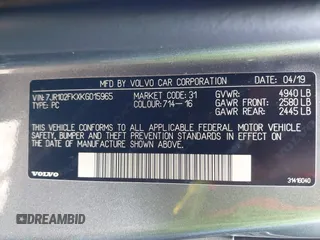 MFD BY VOLVO CAR CORPORATION 04/19
VIN: 7JR102FKXKG015965 MARKET CODE: 31 GVWR: 4940 LB
TYPE: PC COLOUR: 714-16 GAWR FRONT: 2580 LB
GAWR REAR: 2445 LB
THIS VEHICLE CONFORMS TO ALL APPLICABLE U.S. FEDERAL MOTOR VEHICLE
SAFETY, BUMPER, AND THEFT PREVENTION STANDARDS IN EFFECT ON
THE DATE OF MANUFACTURE SHOWN ABOVE.
VOLVO 31416040
DREAMBID